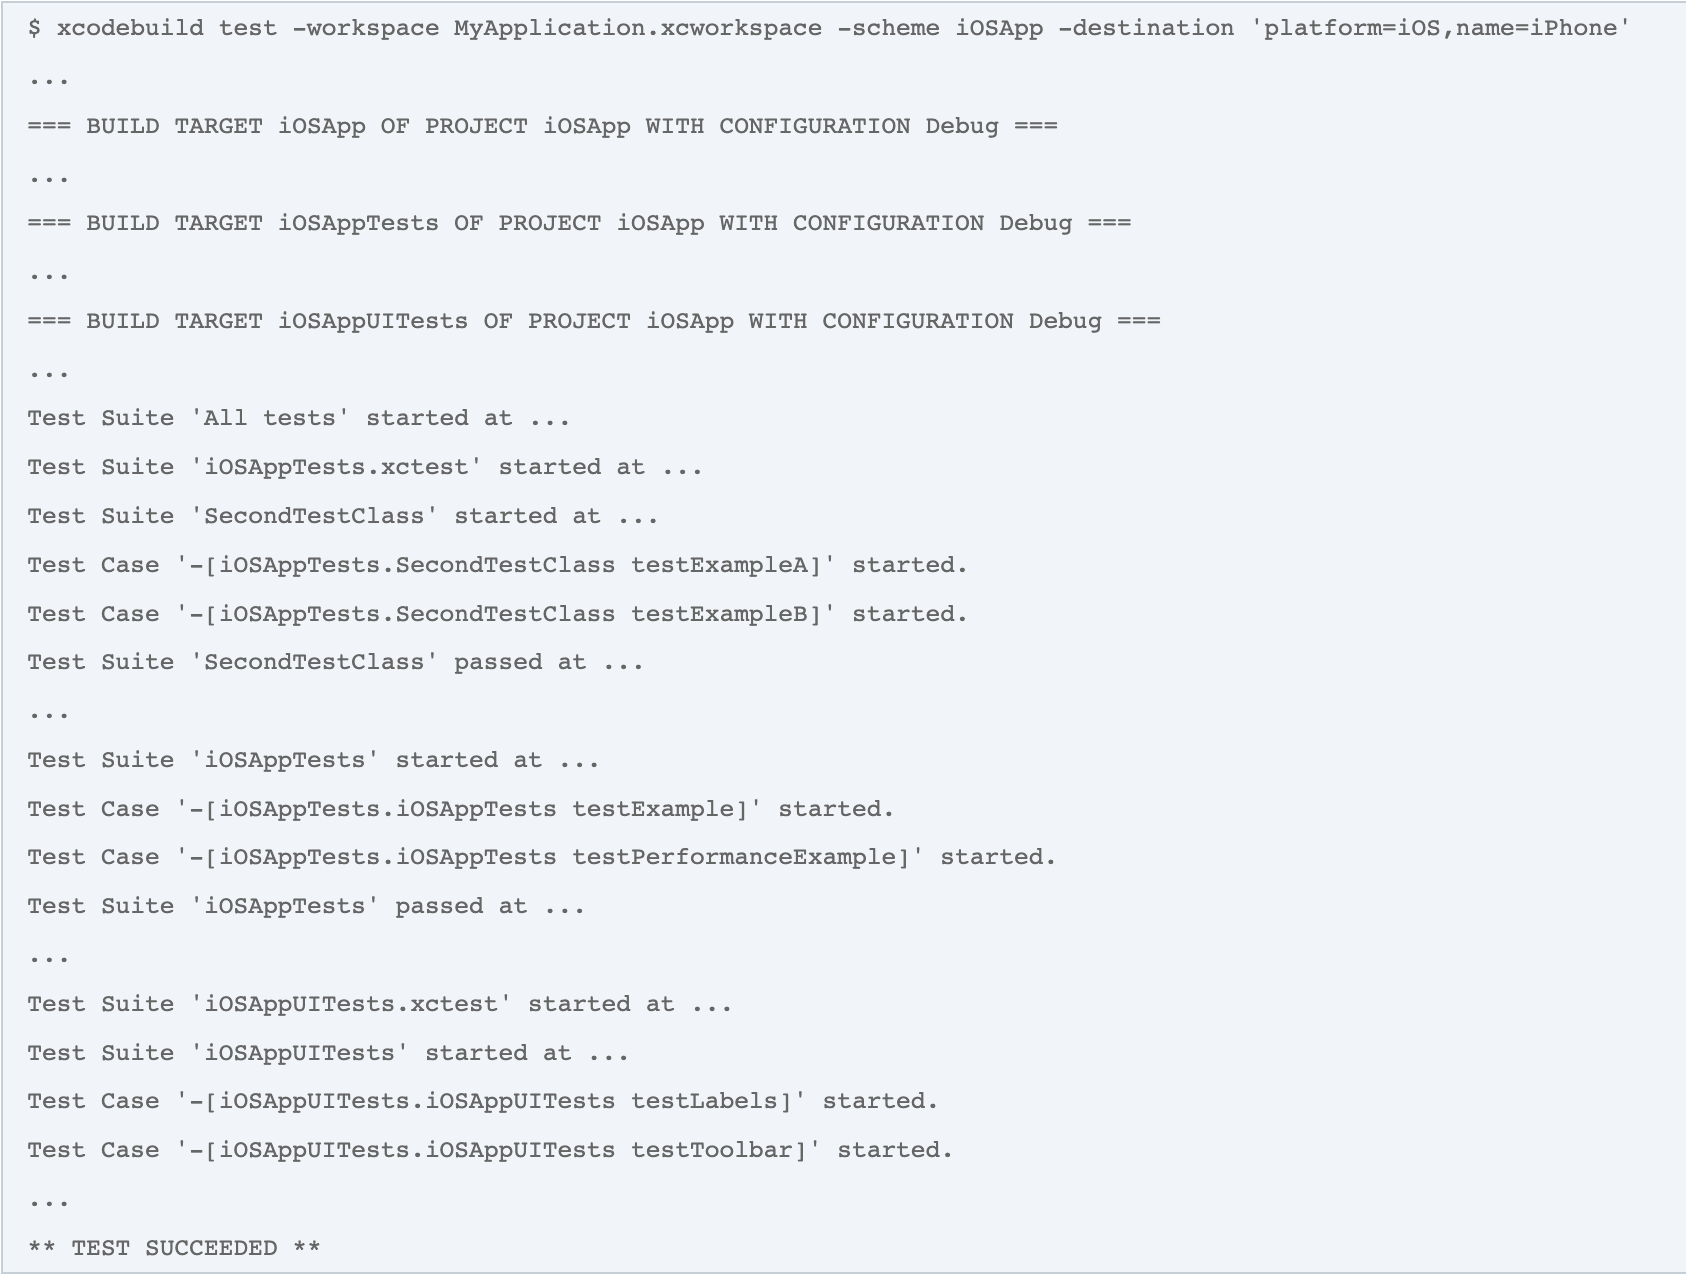 $ xcodebuild test -workspace MyApplication.xcworkspace -scheme iOSApp -destination 'platform=iOS,name=iPhone'
...
=== BUILD TARGET iOSApp OF PROJECT iOSApp WITH CONFIGURATION Debug ===
...
=== BUILD TARGET iOSAppTests OF PROJECT iOSApp WITH CONFIGURATION Debug ===
...
=== BUILD TARGET iOSAppUITests OF PROJECT iOSApp WITH CONFIGURATION Debug ===
...
Test Suite 'All tests' started at ...
Test Suite 'iOSAppTests.xctest' started at ...
Test Suite 'SecondTestClass' started at ...
Test Case '-[iOSAppTests.SecondTestClass testExampleA]' started.
Test Case '-[iOSAppTests.SecondTestClass testExampleB]' started.
Test Suite 'SecondTestClass' passed at ...
...
Test Suite 'iOSAppTests' started at ...
Test Case '-[iOSAppTests.iOSAppTests testExample]' started.
Test Case '-[iOSAppTests.iOSAppTests testPerformanceExample]' started.
Test Suite 'iOSAppTests' passed at ...
...
Test Suite 'iOSAppUITests.xctest' started at ...
Test Suite 'iOSAppUITests' started at ...
Test Case '-[iOSAppUITests.iOSAppUITests testLabels]' started.
Test Case '-[iOSAppUITests.iOSAppUITests testToolbar]' started.
...
** TEST SUCCEEDED **